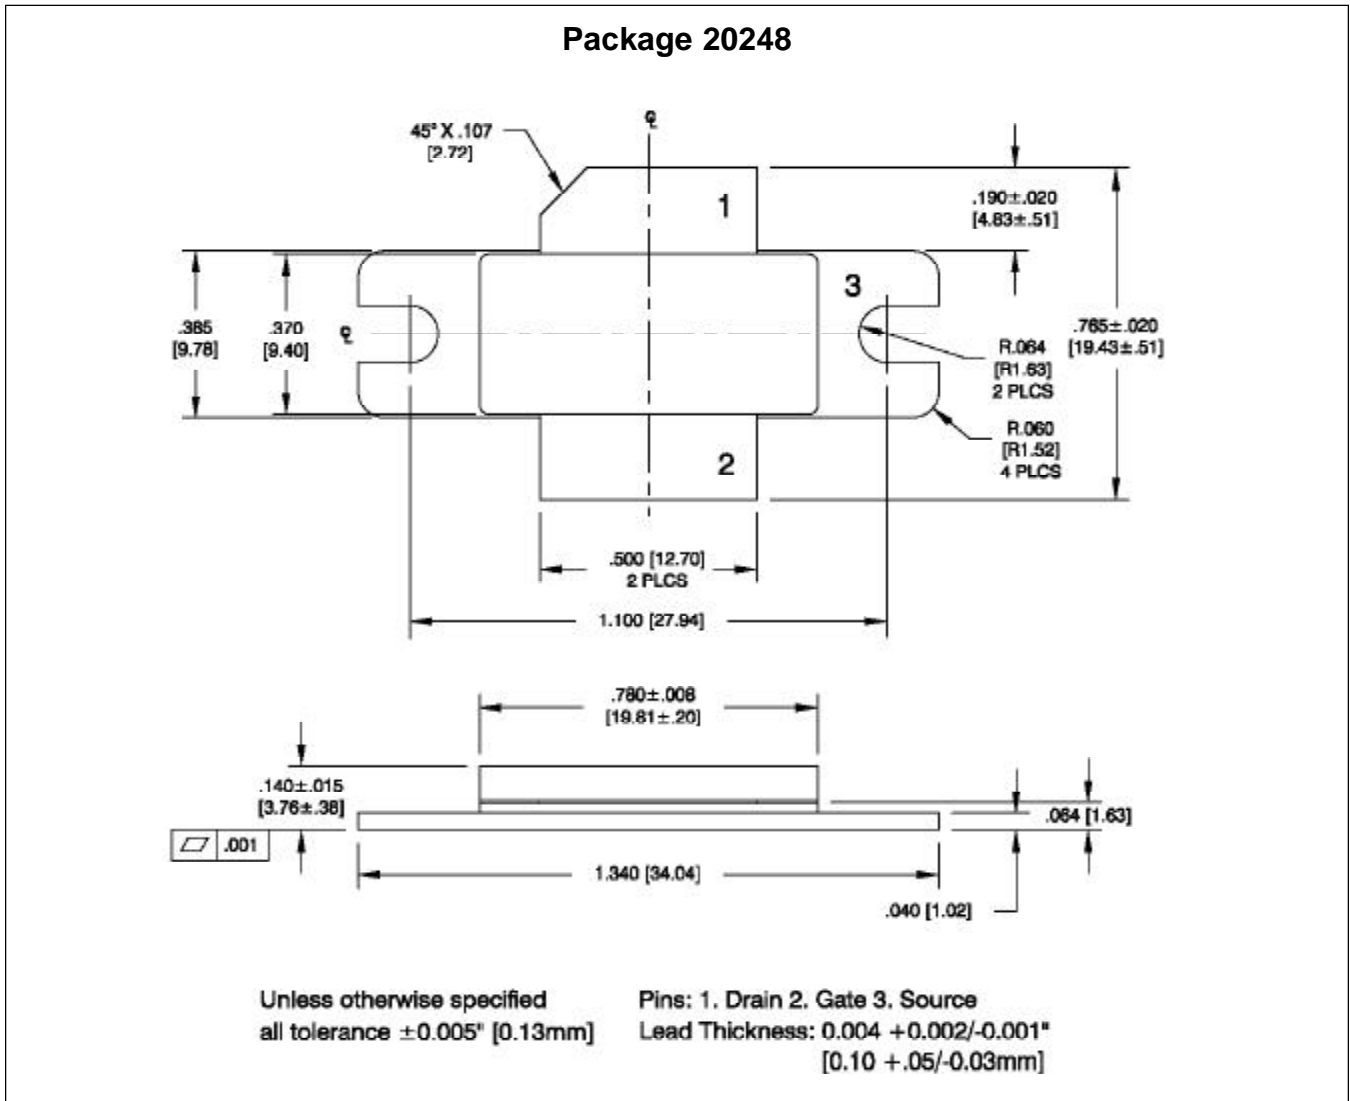 Package 20248
℄
45° X .107
[2.72]
1
.190±.020
[4.83±.51]
3
.385
[9.78]
.370
[9.40]
℄
.765±.020
[19.43±.51]
R.064
[R1.63]
2 PLCS
R.060
[R1.52]
4 PLCS
2
.500 [12.70]
2 PLCS
1.100 [27.94]
.780±.008
[19.81±.20]
.140±.015
[3.76±.38]
.064 [1.63]
.001
1.340 [34.04]
.040 [1.02]
Unless otherwise specified
all tolerance ±0.005" [0.13mm]
Pins: 1. Drain 2. Gate 3. Source
Lead Thickness: 0.004 +0.002/-0.001"
[0.10 +.05/-0.03mm]